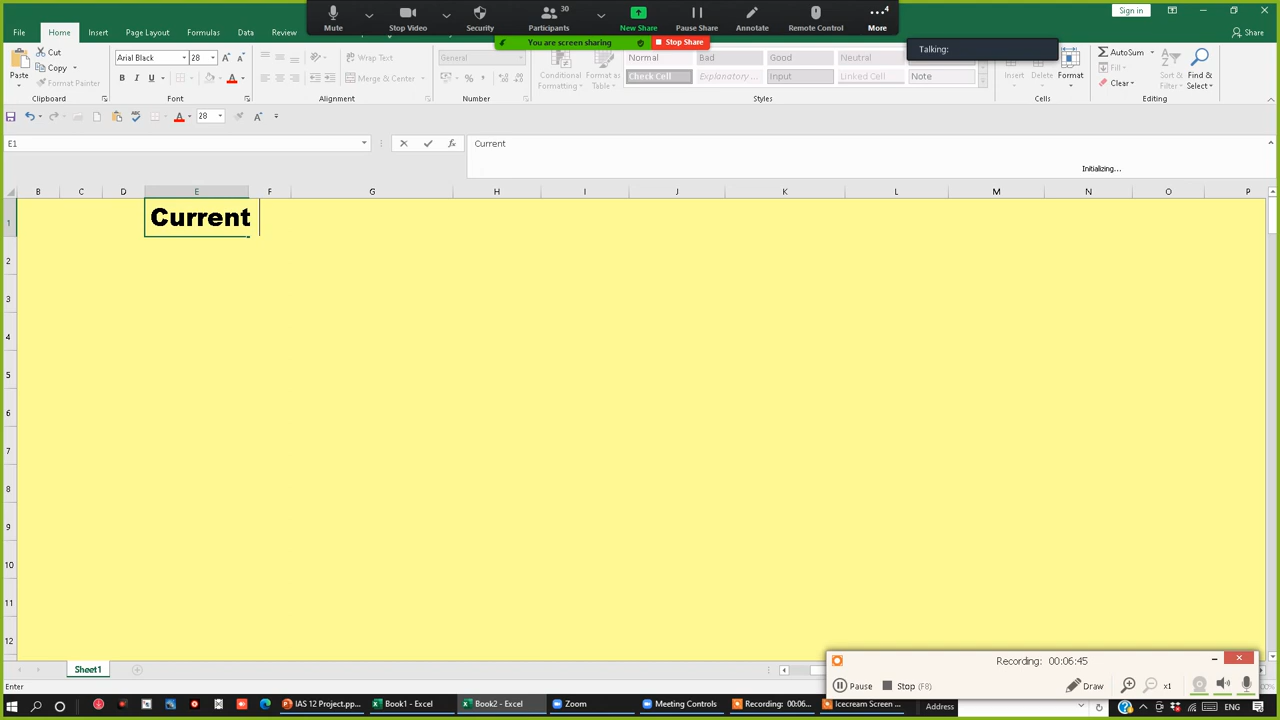 Mute
Stop Video
Security
30
Participants
New Share
Pause Share
Annotate
Remote Control
4
More
You are screen sharing
Stop Share
Talking:
Sign in
File
Home
Insert
Page Layout
Formulas
Data
Review
Share
Paste
Cut
Copy
Format Painter
Clipboard
Arial Black
28
B I U
Font
Wrap Text
Merge & Center
Alignment
General
Number
Conditional Formatting
Format as Table
Normal
Bad
Good
Neutral
Check Cell
Explanatory ...
Input
Linked Cell
Note
Styles
Insert
Delete
Format
Cells
AutoSum
Fill
Clear
Sort & Filter
Find & Select
Editing
28
E1
fx
Current
Initializing...
B C D E F G H I J K L M N O P
1
Current
2
3
4
5
6
7
8
9
10
11
12
Sheet1
Enter
Recording: 00:06:45
Pause
Stop (F8)
Draw
x1
IAS 12 Project.pp...
Book1 - Excel
Book2 - Excel
Zoom
Meeting Controls
Recording: 00:06...
Icecream Screen ...
Address
ENG